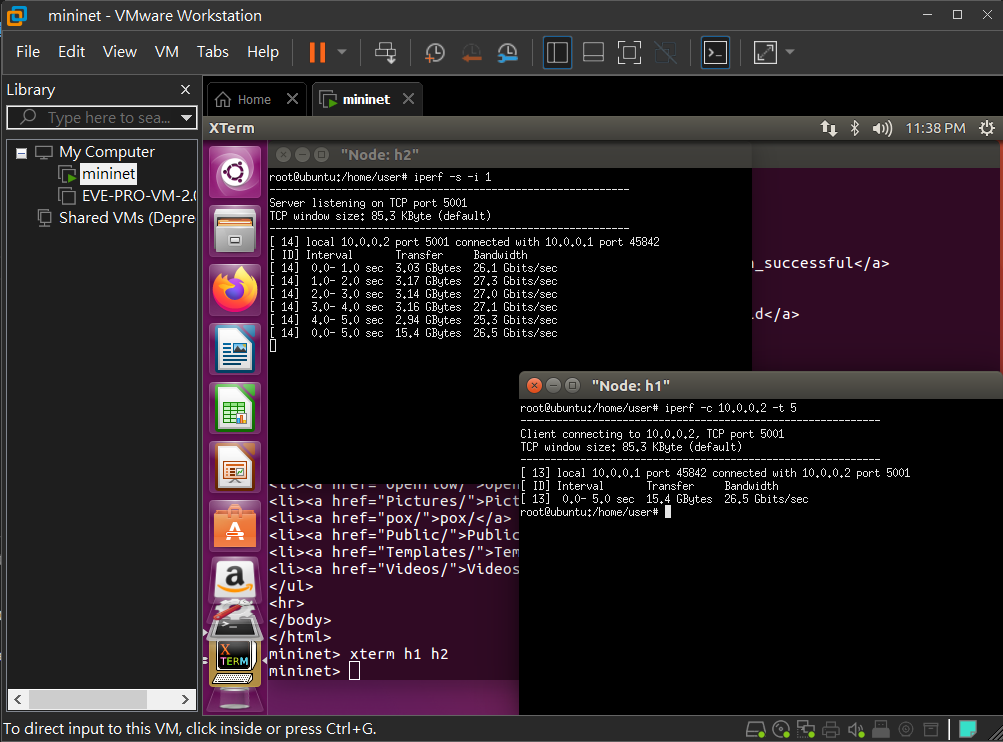 mininet - VMware Workstation
File Edit View VM Tabs Help
Library
Type here to sea...
My Computer
mininet
EVE-PRO-VM-2.0
Shared VMs (Depre
Home
mininet
XTerm
11:38 PM
"Node: h2"
root@ubuntu:/home/user# iperf -s -i 1
------------------------------------------------------------
Server listening on TCP port 5001
TCP window size: 85.3 KByte (default)
------------------------------------------------------------
[ 14] local 10.0.0.2 port 5001 connected with 10.0.0.1 port 45842
[ ID] Interval Transfer Bandwidth
[ 14] 0.0- 1.0 sec 3.03 GBytes 26.1 Gbits/sec
[ 14] 1.0- 2.0 sec 3.17 GBytes 27.3 Gbits/sec
[ 14] 2.0- 3.0 sec 3.14 GBytes 27.0 Gbits/sec
[ 14] 3.0- 4.0 sec 3.16 GBytes 27.1 Gbits/sec
[ 14] 4.0- 5.0 sec 2.94 GBytes 25.3 Gbits/sec
[ 14] 0.0- 5.0 sec 15.4 GBytes 26.5 Gbits/sec
_successful</a>
d</a>
"Node: h1"
root@ubuntu:/home/user# iperf -c 10.0.0.2 -t 5
------------------------------------------------------------
Client connecting to 10.0.0.2, TCP port 5001
TCP window size: 85.3 KByte (default)
------------------------------------------------------------
[ 13] local 10.0.0.1 port 45842 connected with 10.0.0.2 port 5001
[ ID] Interval Transfer Bandwidth
[ 13] 0.0- 5.0 sec 15.4 GBytes 26.5 Gbits/sec
root@ubuntu:/home/user#
<li><a href="openflow/">open
<li><a href="Pictures/">Pict
<li><a href="pox/">pox/</a>
<li><a href="Public/">Public
<li><a href="Templates/">Tem
<li><a href="Videos/">Videos
</ul>
<hr>
</body>
</html>
mininet> xterm h1 h2
mininet>
a
X
TERM
To direct input to this VM, click inside or press Ctrl+G.